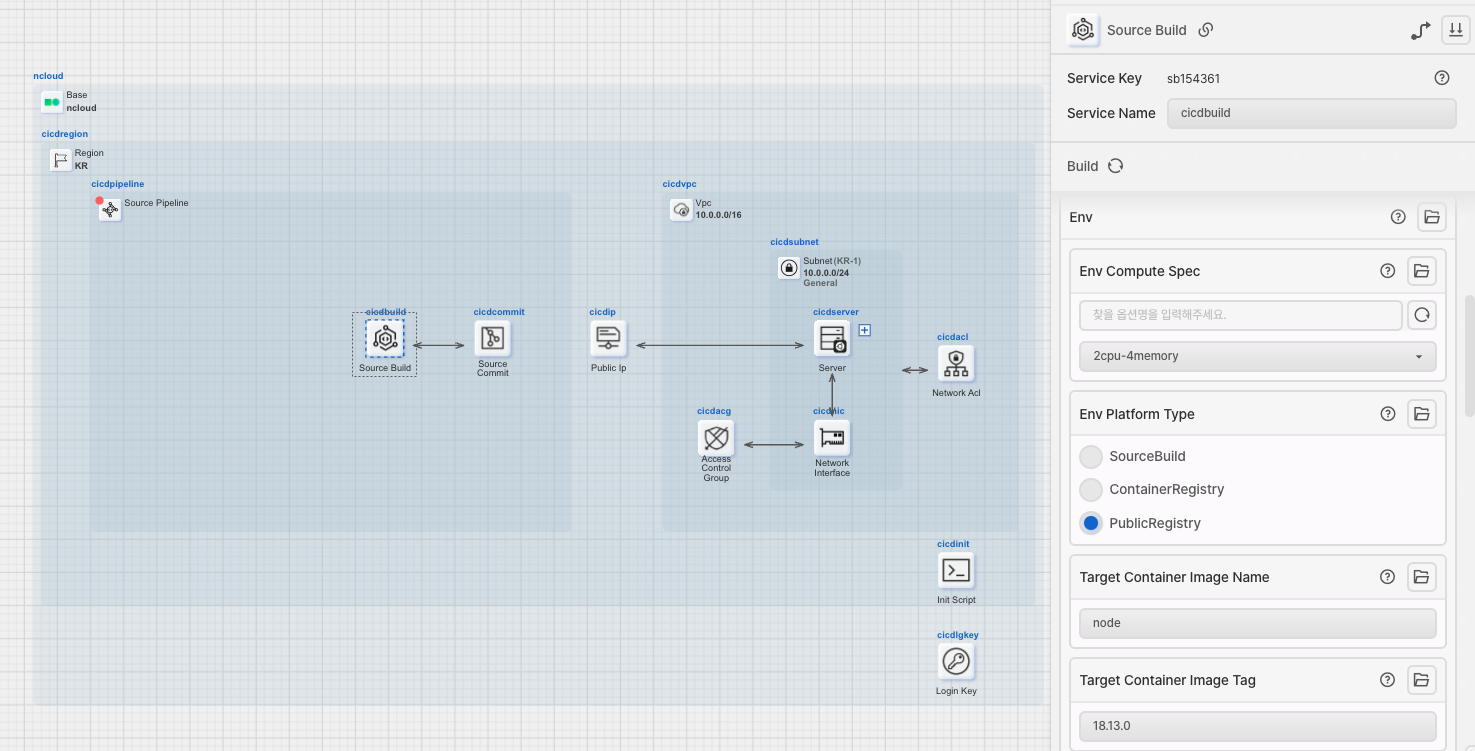 ncloud
Base
ncloud
cicdregion
Region
KR
cicdpipeline
Source Pipeline
cicdvpc
Vpc
10.0.0.0/16
cicdsubnet
Subnet (KR-1)
10.0.0.0/24
General
cicdbuild
Source Build
cicdcommit
Source
Commit
cicdip
Public Ip
cicdserver
Server
cicdacl
Network Acl
cicdacg
Access
Control
Group
cicdnic
Network
Interface
cicdinit
Init Script
cicdlgkey
Login Key
Source Build
Service Key sb154361
Service Name cicdbuild
Build
Env
Env Compute Spec
찾을 옵션명을 입력해주세요.
2cpu-4memory
Env Platform Type
SourceBuild
ContainerRegistry
PublicRegistry
Target Container Image Name
node
Target Container Image Tag
18.13.0